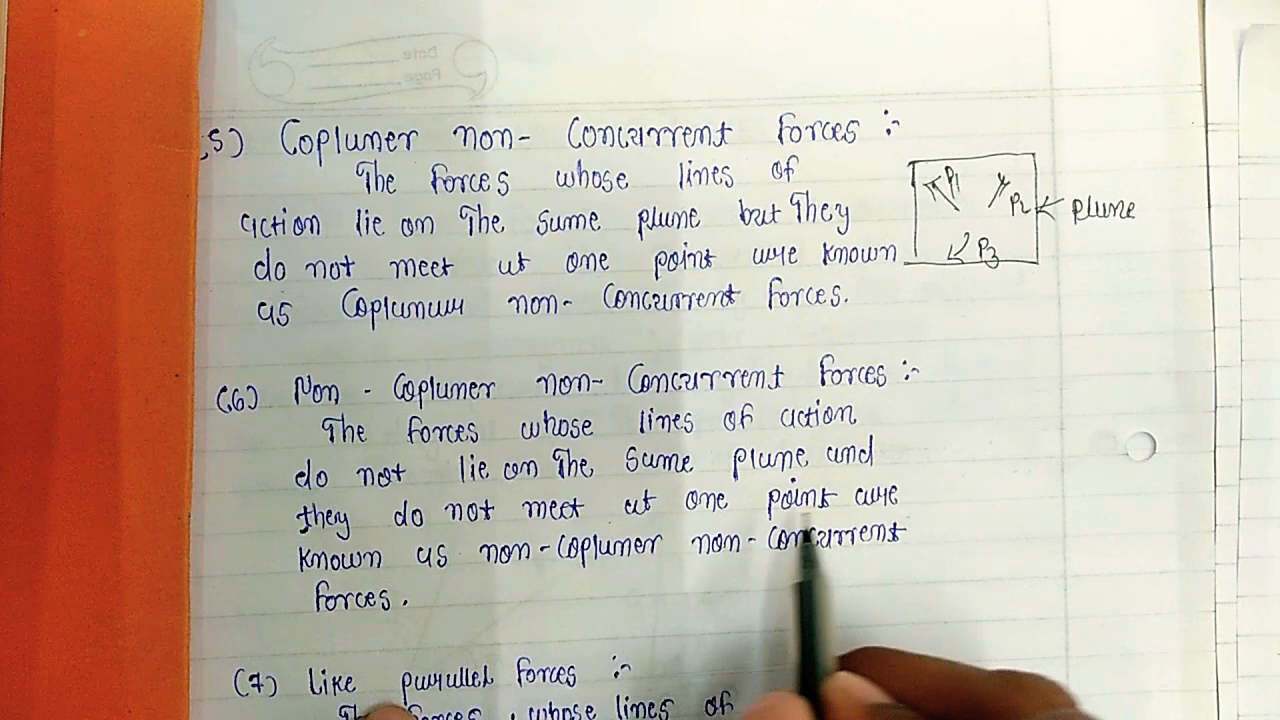 (5) Coplaner non- Concurrent Forces :-
The Forces whose lines of
action lie on The same plane but They
do not meet at one point are known
as Coplanar non- Concurrent Forces.
P1
P2
P3
plane
(6) Non - Coplaner non- Concurrent Forces :-
The forces whose lines of action
do not lie on The same plane and
they do not meet at one point are
known as non-coplaner non-concurrent
forces.
(7) Like parallel forces :-
whose lines of
Date
Page